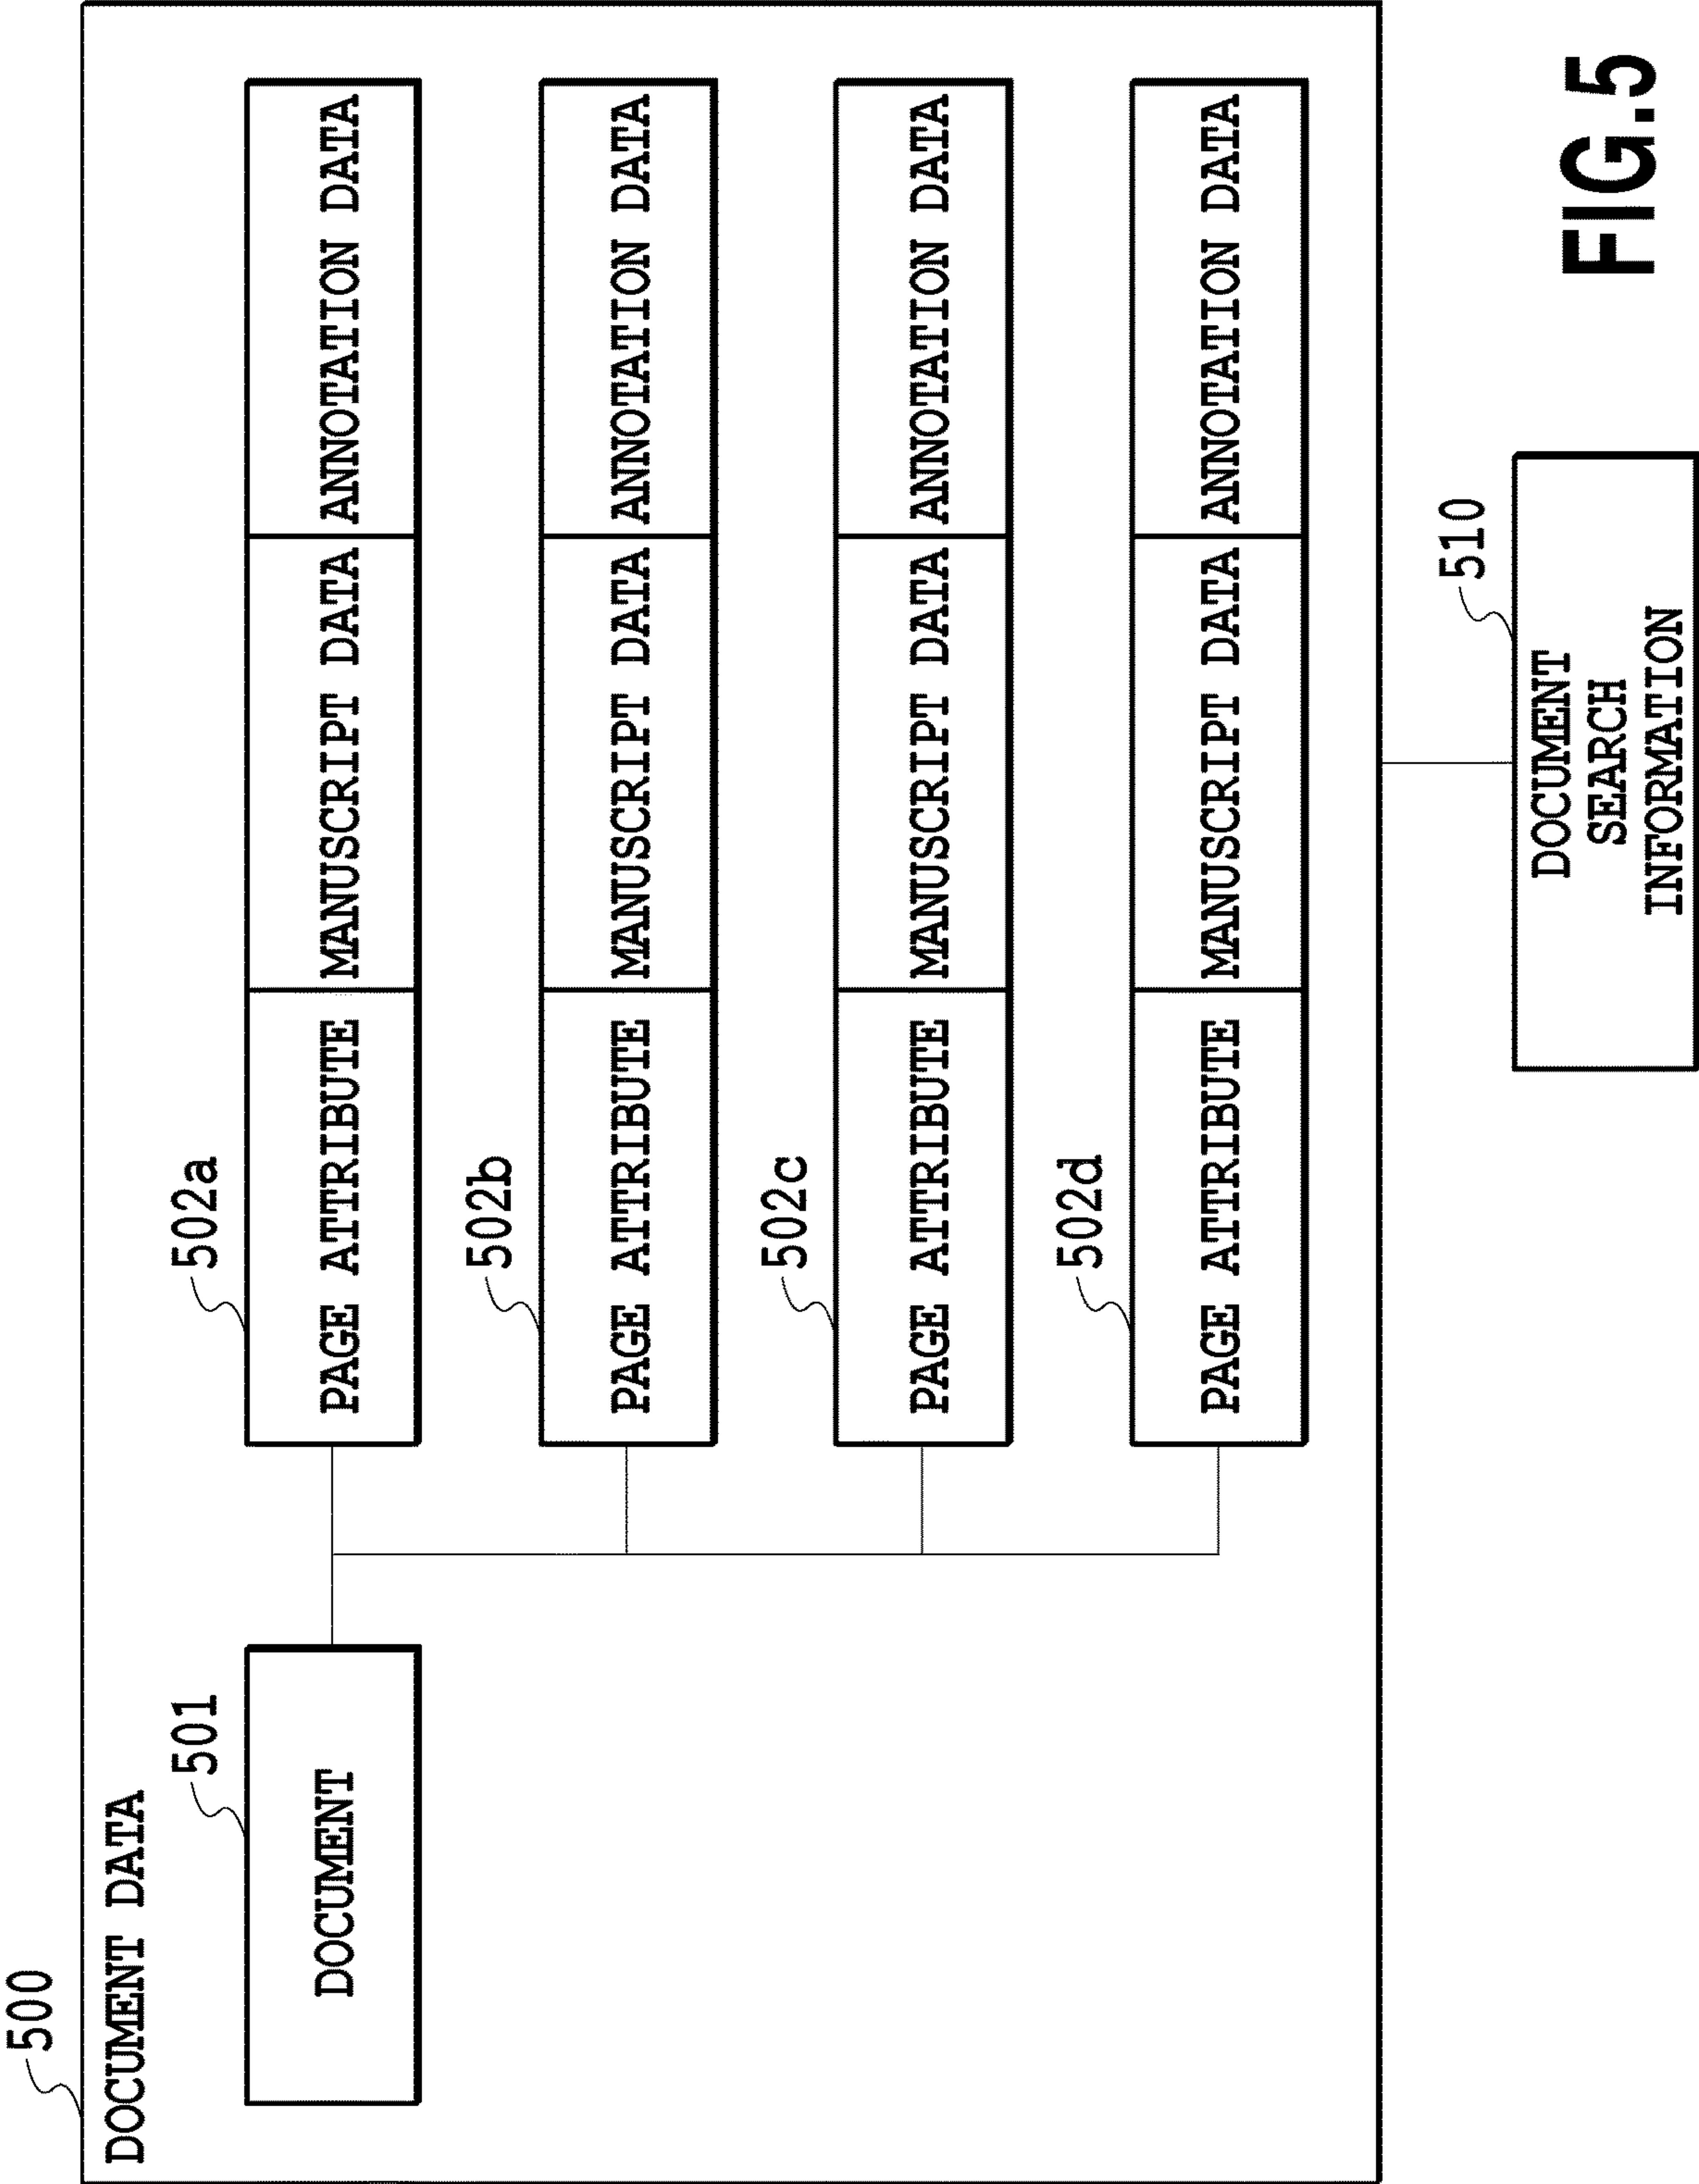 500
DOCUMENT DATA
501
DOCUMENT
502a
PAGE ATTRIBUTE MANUSCRIPT DATA ANNOTATION DATA
502b
PAGE ATTRIBUTE MANUSCRIPT DATA ANNOTATION DATA
502c
PAGE ATTRIBUTE MANUSCRIPT DATA ANNOTATION DATA
502d
PAGE ATTRIBUTE MANUSCRIPT DATA ANNOTATION DATA
510
DOCUMENT
SEARCH
INFORMATION
FIG.5